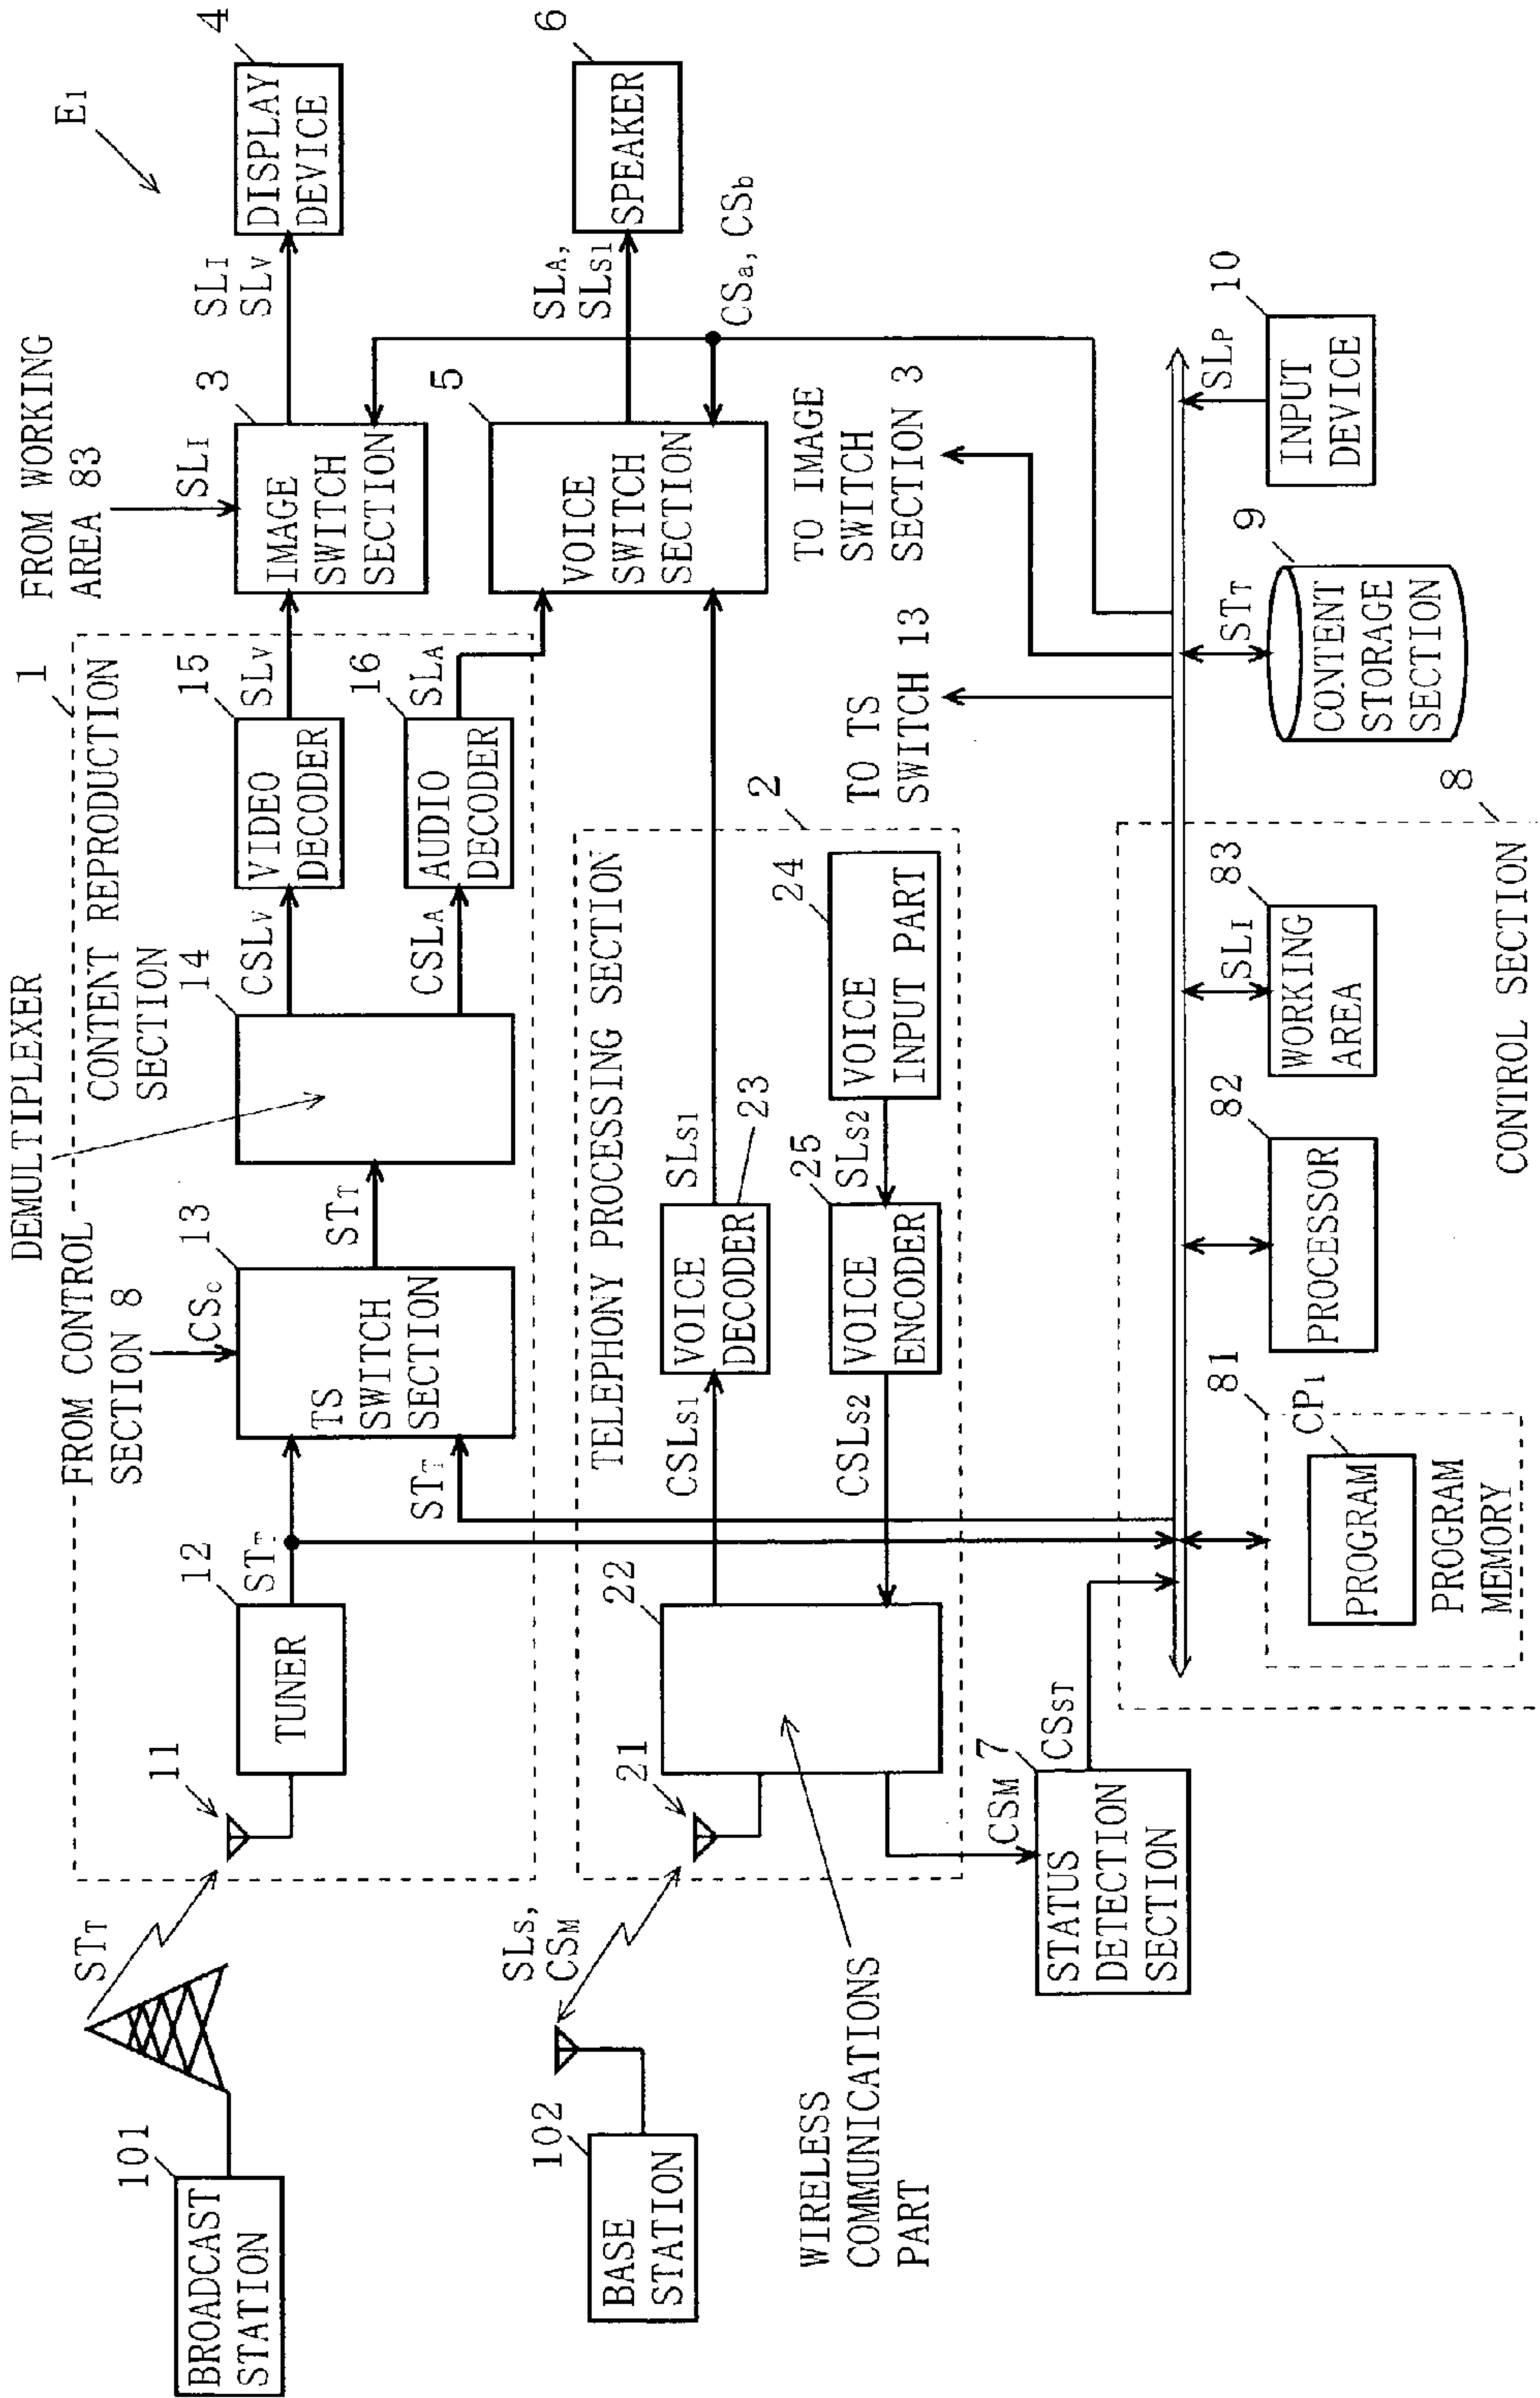 E1
FROM WORKING
AREA 83
1
CONTENT REPRODUCTION
SECTION
DEMULTIPLEXER
FROM CONTROL
SECTION 8
CSc
101
BROADCAST
STATION
STT
11
12
TUNER
STT
13
TS
SWITCH
SECTION
STT
STT
14
CSLV
CSLA
15
VIDEO
DECODER
SLV
16
AUDIO
DECODER
SLA
SLI
3
IMAGE
SWITCH
SECTION
SLI
SLV
4
DISPLAY
DEVICE
5
VOICE
SWITCH
SECTION
SLA,
SLS1
6
SPEAKER
CSa, CSb
TELEPHONY PROCESSING SECTION
2
102
BASE
STATION
SLS,
CSM
21
22
WIRELESS
COMMUNICATIONS
PART
CSLS1
VOICE
DECODER
23
SLS1
CSLS2
25
VOICE
ENCODER
SLS2
24
VOICE
INPUT PART
TO TS
SWITCH 13
TO IMAGE
SWITCH
SECTION 3
CSM
7
STATUS
DETECTION
SECTION
CSST
81
CP1
PROGRAM
PROGRAM
MEMORY
82
PROCESSOR
83
SLI
WORKING
AREA
8
CONTROL SECTION
9
STT
CONTENT
STORAGE
SECTION
10
SLP
INPUT
DEVICE